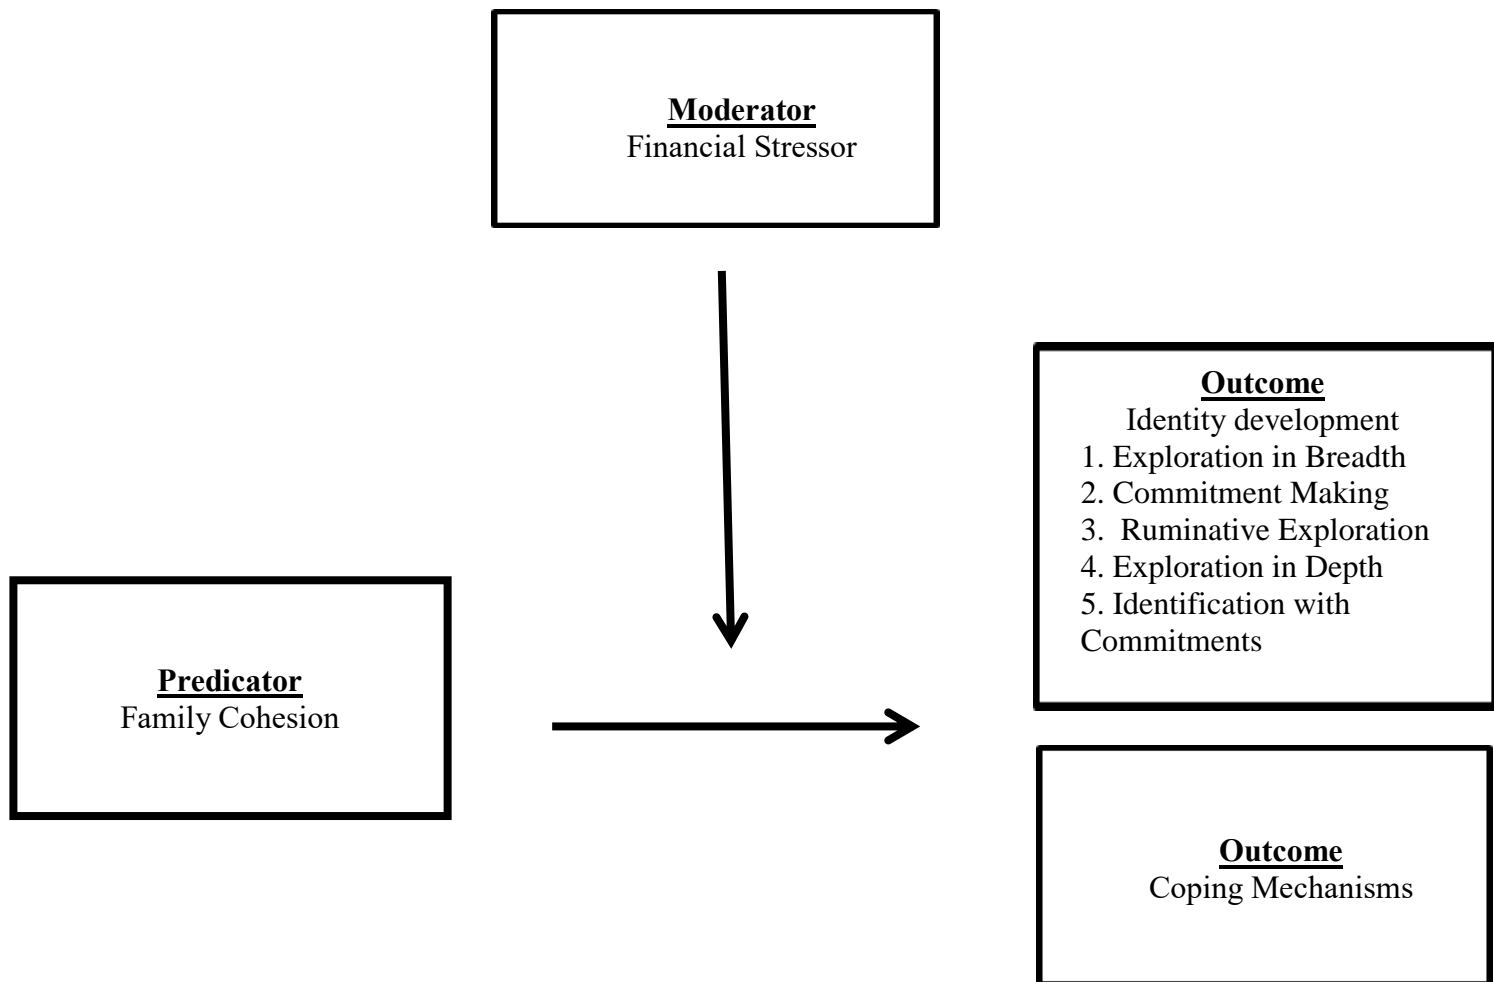 Moderator
Financial Stressor
Outcome
Identity development
1. Exploration in Breadth
2. Commitment Making
3.  Ruminative Exploration
4. Exploration in Depth
5. Identification with
Commitments
Predicator
Family Cohesion
Outcome
Coping Mechanisms